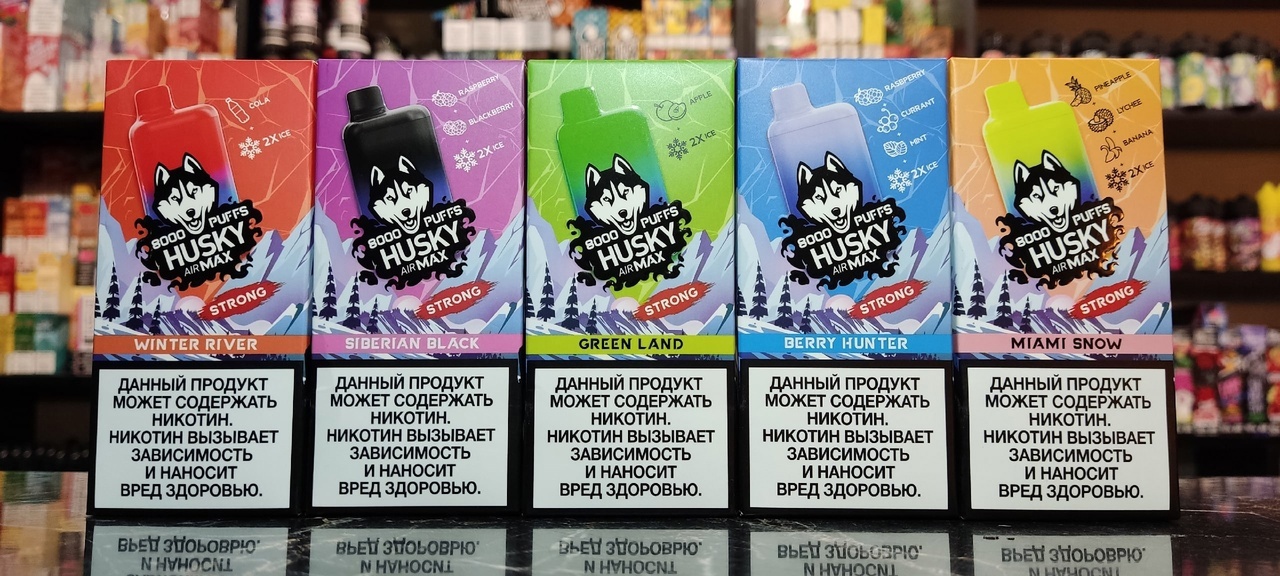 COLA
2X ICE
8000 PUFFS
HUSKY
AIR MAX
STRONG
WINTER RIVER
ДАННЫЙ ПРОДУКТ
МОЖЕТ СОДЕРЖАТЬ
НИКОТИН.
НИКОТИН ВЫЗЫВАЕТ
ЗАВИСИМОСТЬ
И НАНОСИТ
ВРЕД ЗДОРОВЬЮ.
RASPBERRY
BLACKBERRY
2X ICE
8000 PUFFS
HUSKY
AIR MAX
STRONG
SIBERIAN BLACK
ДАННЫЙ ПРОДУКТ
МОЖЕТ СОДЕРЖАТЬ
НИКОТИН.
НИКОТИН ВЫЗЫВАЕТ
ЗАВИСИМОСТЬ
И НАНОСИТ
ВРЕД ЗДОРОВЬЮ.
APPLE
2X ICE
8000 PUFFS
HUSKY
AIR MAX
STRONG
GREEN LAND
ДАННЫЙ ПРОДУКТ
МОЖЕТ СОДЕРЖАТЬ
НИКОТИН.
НИКОТИН ВЫЗЫВАЕТ
ЗАВИСИМОСТЬ
И НАНОСИТ
ВРЕД ЗДОРОВЬЮ.
RASPBERRY
CURRANT
MINT
2X ICE
8000 PUFFS
HUSKY
AIR MAX
STRONG
BERRY HUNTER
ДАННЫЙ ПРОДУКТ
МОЖЕТ СОДЕРЖАТЬ
НИКОТИН.
НИКОТИН ВЫЗЫВАЕТ
ЗАВИСИМОСТЬ
И НАНОСИТ
ВРЕД ЗДОРОВЬЮ.
PINEAPPLE
LYCHEE
BANANA
2X ICE
8000 PUFFS
HUSKY
AIR MAX
STRONG
MIAMI SNOW
ДАННЫЙ ПРОДУКТ
МОЖЕТ СОДЕРЖАТЬ
НИКОТИН.
НИКОТИН ВЫЗЫВАЕТ
ЗАВИСИМОСТЬ
И НАНОСИТ
ВРЕД ЗДОРОВЬЮ.